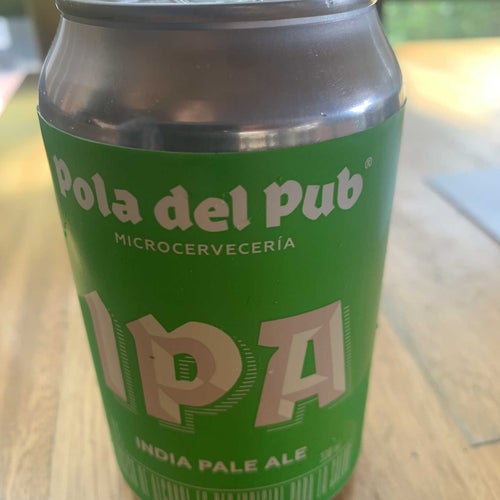 Pola del Pub®
MICROCERVECERÍA
IPA
INDIA PALE ALE